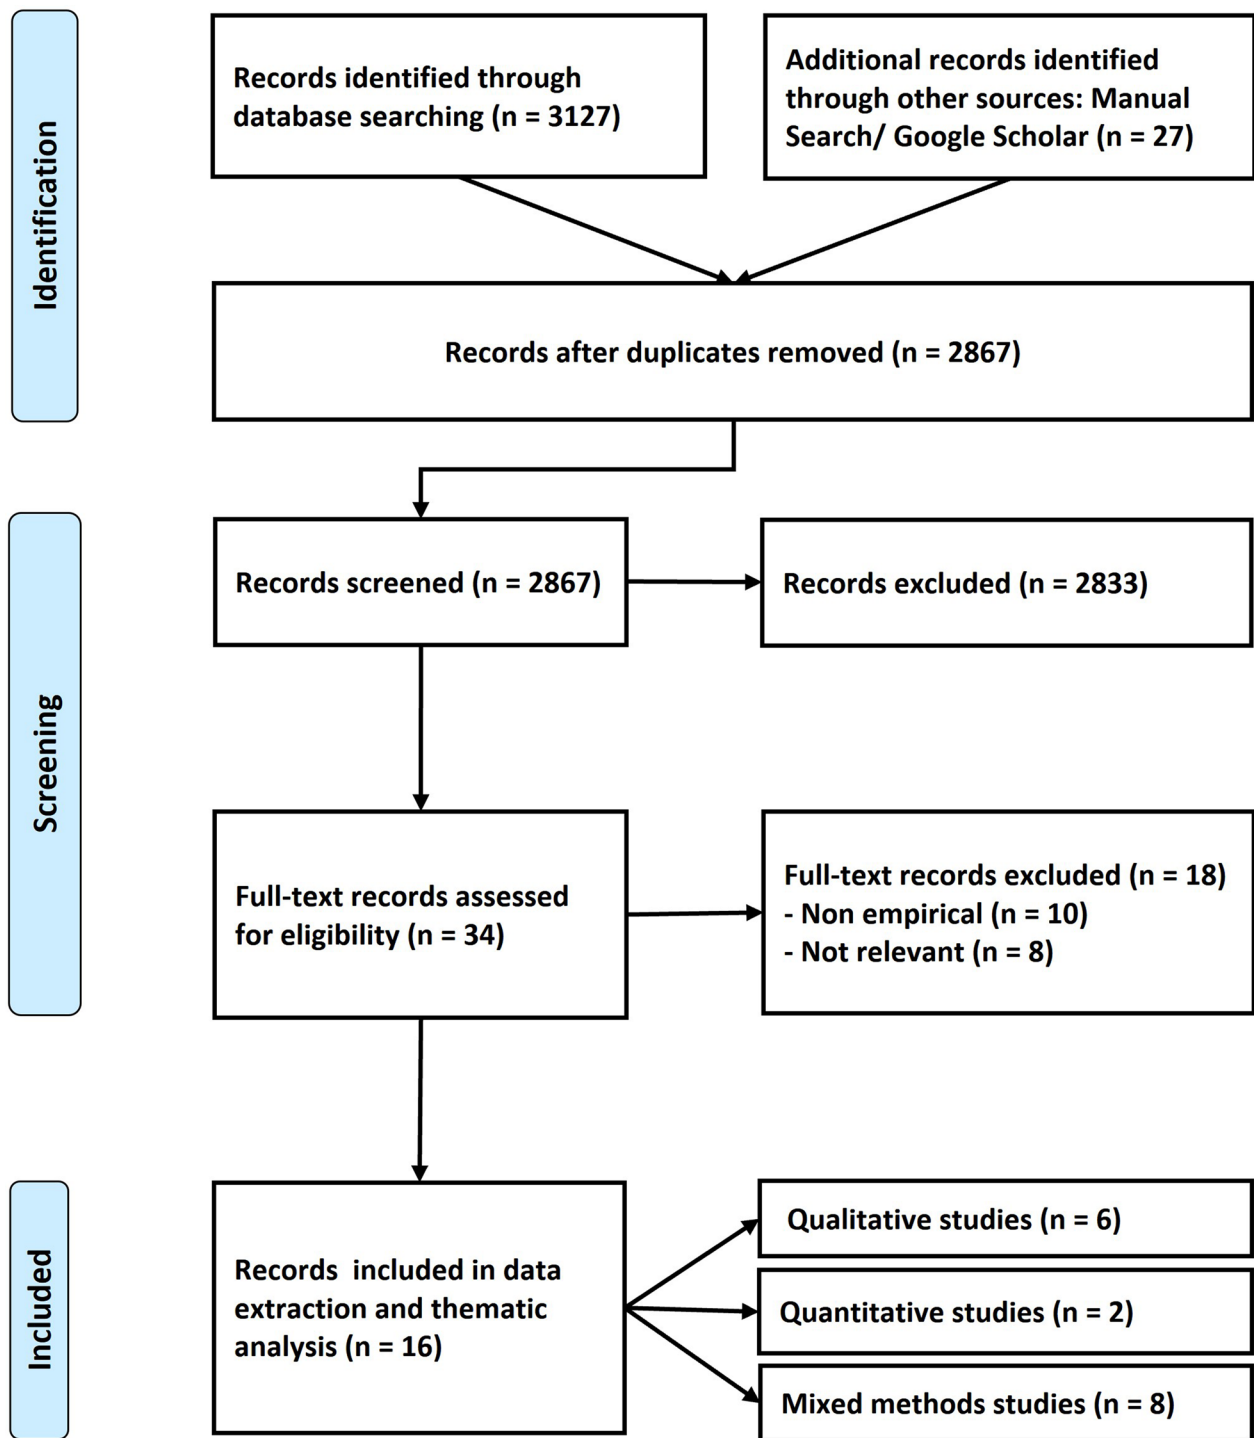 Identification
Records identified through
database searching (n = 3127)
Additional records identified
through other sources: Manual
Search/ Google Scholar (n = 27)
Records after duplicates removed (n = 2867)
Screening
Records screened (n = 2867)
Records excluded (n = 2833)
Full-text records assessed
for eligibility (n = 34)
Full-text records excluded (n = 18)
- Non empirical (n = 10)
- Not relevant (n = 8)
Included
Records  included in data
extraction and thematic
analysis (n = 16)
Qualitative studies (n = 6)
Quantitative studies (n = 2)
Mixed methods studies (n = 8)